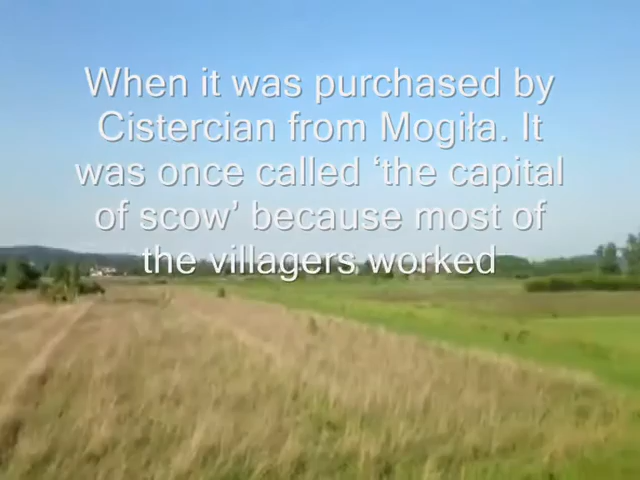 When it was purchased by
Cistercian from Mogiła. It
was once called ‘the capital
of scow’ because most of
the villagers worked